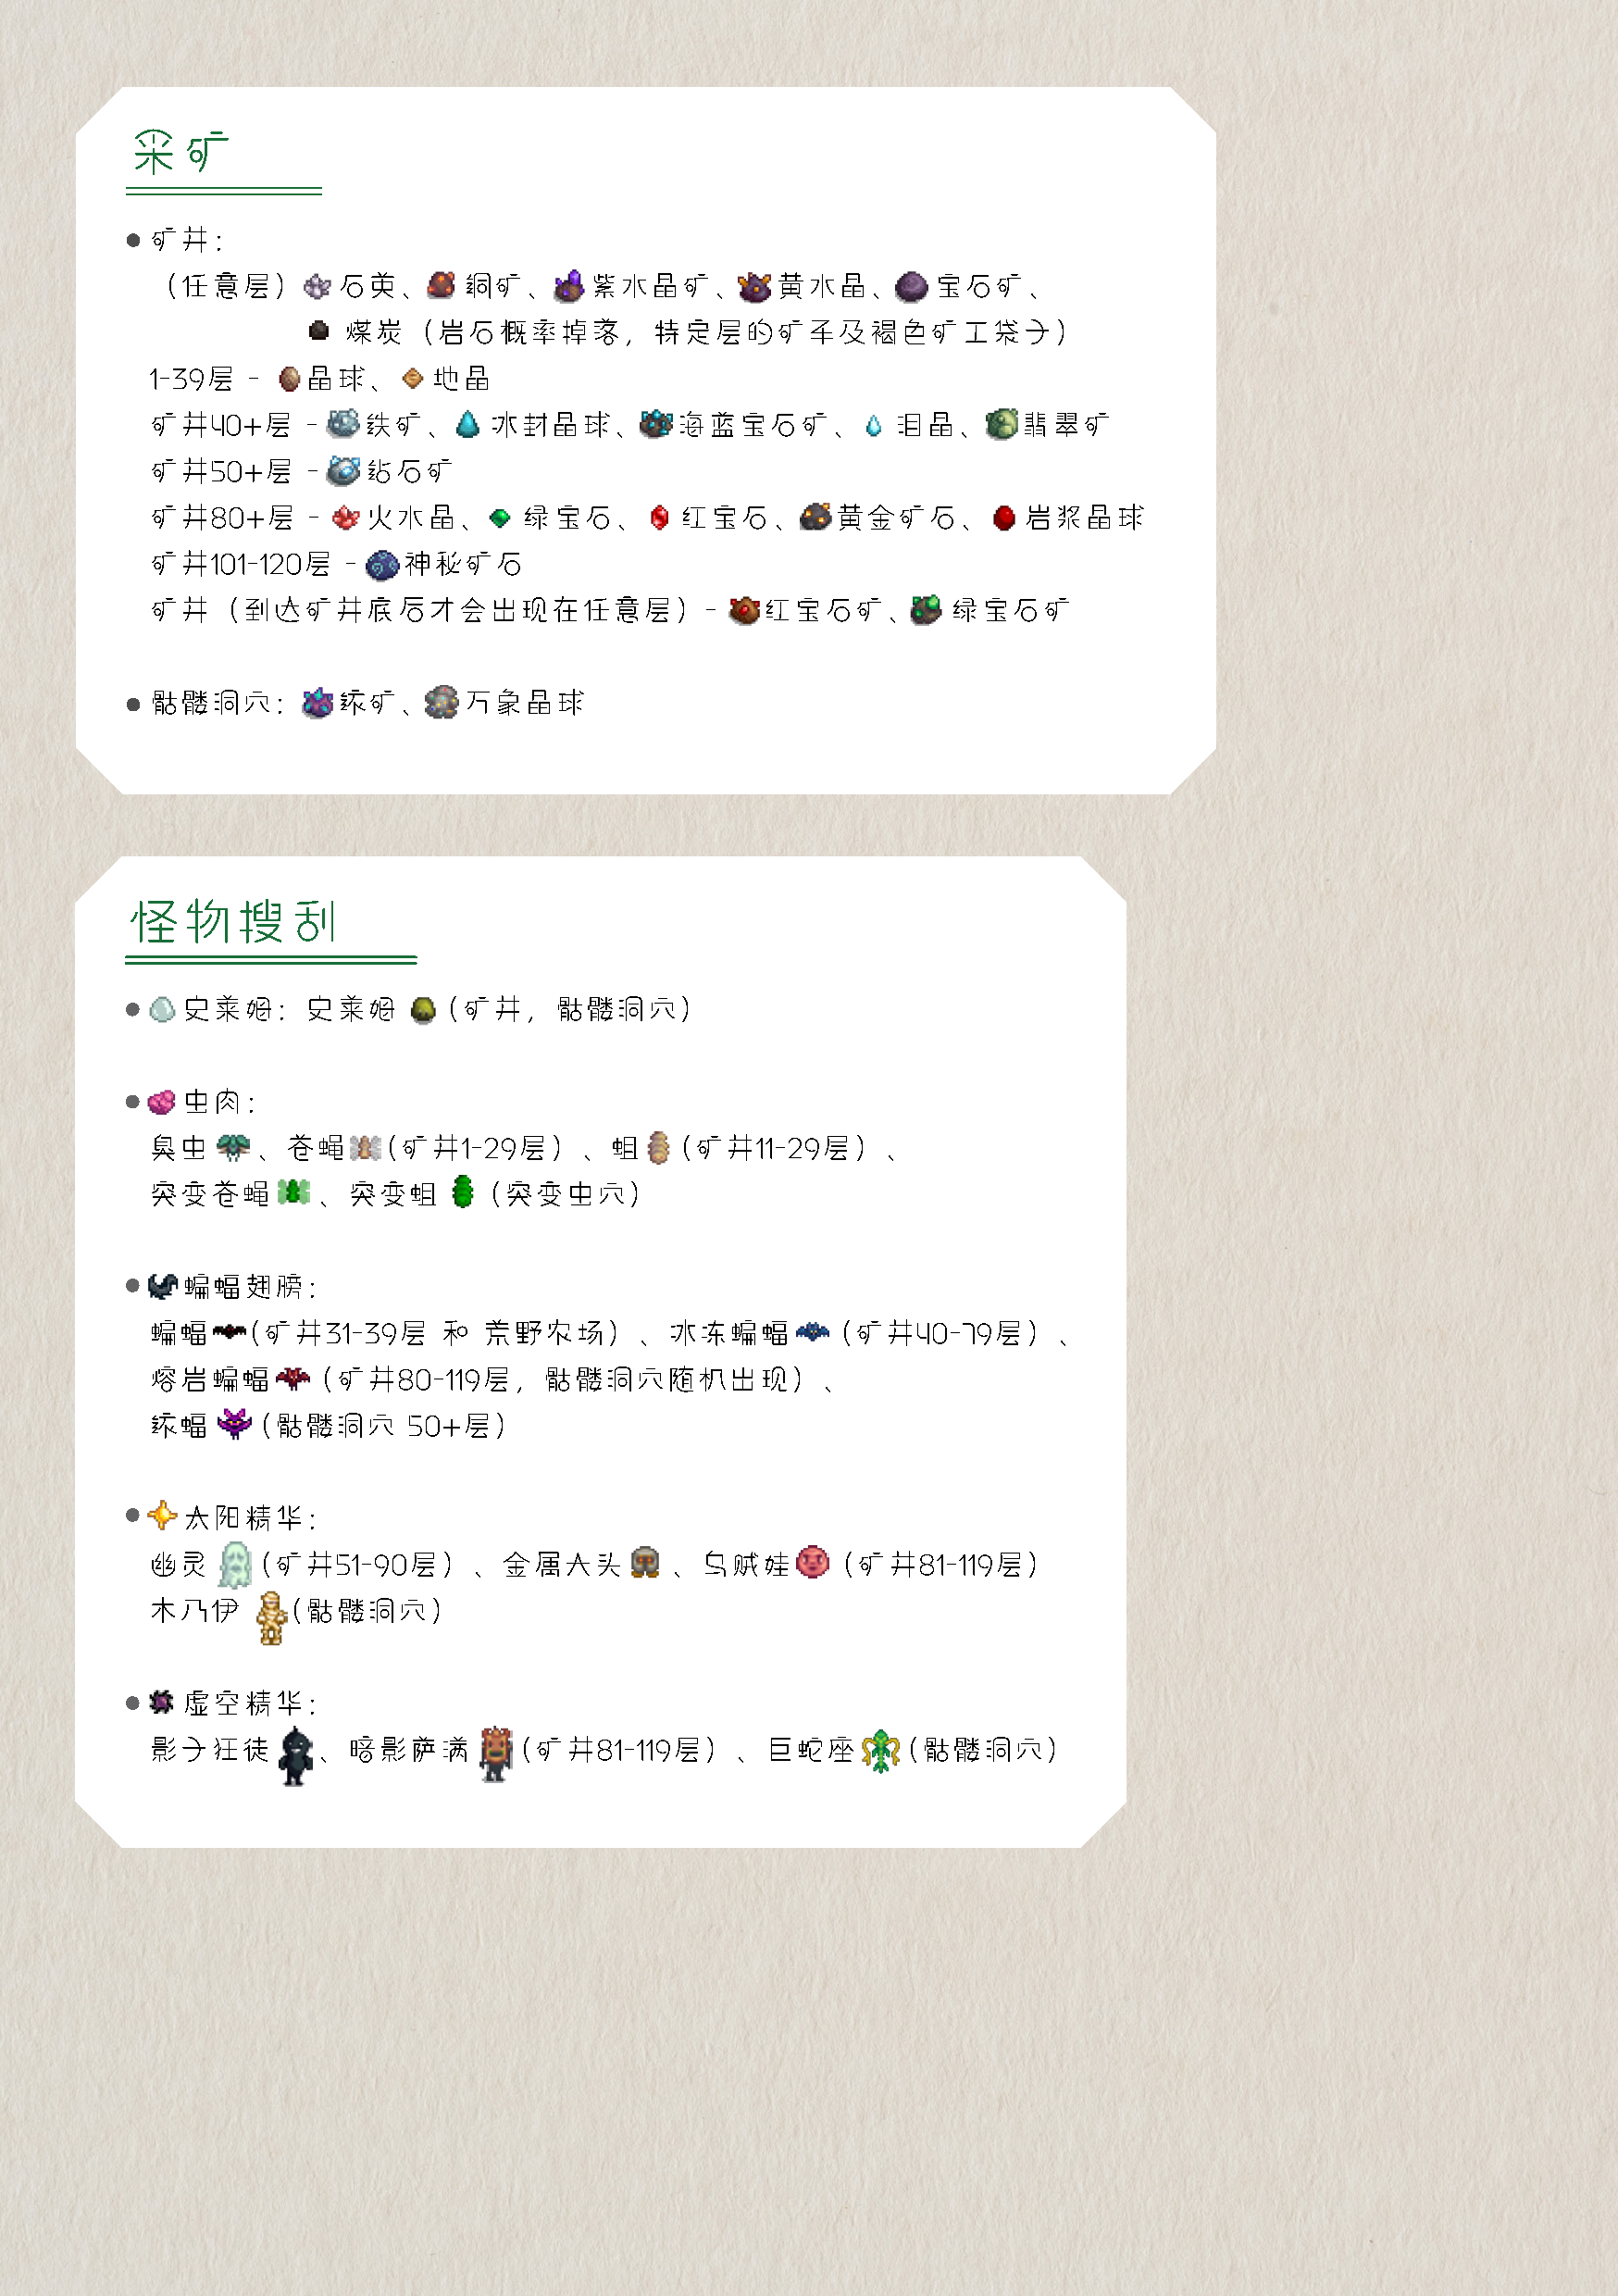 采矿
矿井：
（任意层）石英、铜矿、紫水晶矿、黄水晶、宝石矿、
煤炭（岩石概率掉落，特定层的矿车及褐色矿工袋子）
1-39层 - 晶球、地晶
矿井40+层 - 铁矿、冰封晶球、海蓝宝石矿、泪晶、翡翠矿
矿井50+层 - 钻石矿
矿井80+层 - 火水晶、绿宝石、红宝石、黄金矿石、岩浆晶球
矿井101-120层 - 神秘矿石
矿井（到达矿井底后才会出现在任意层）- 红宝石矿、绿宝石矿
骷髅洞穴：铱矿、万象晶球
怪物搜刮
史莱姆：史莱姆（矿井，骷髅洞穴）
虫肉：
臭虫、苍蝇（矿井1-29层）、蛆（矿井11-29层）、
突变苍蝇、突变蛆（突变虫穴）
蝙蝠翅膀：
蝙蝠（矿井31-39层 和 荒野农场）、冰冻蝙蝠（矿井40-79层）、
熔岩蝙蝠（矿井80-119层，骷髅洞穴随机出现）、
铱蝠（骷髅洞穴 50+层）
太阳精华：
幽灵（矿井51-90层）、金属大头、乌贼娃（矿井81-119层）
木乃伊（骷髅洞穴）
虚空精华：
影子狂徒、暗影萨满（矿井81-119层）、巨蛇座（骷髅洞穴）